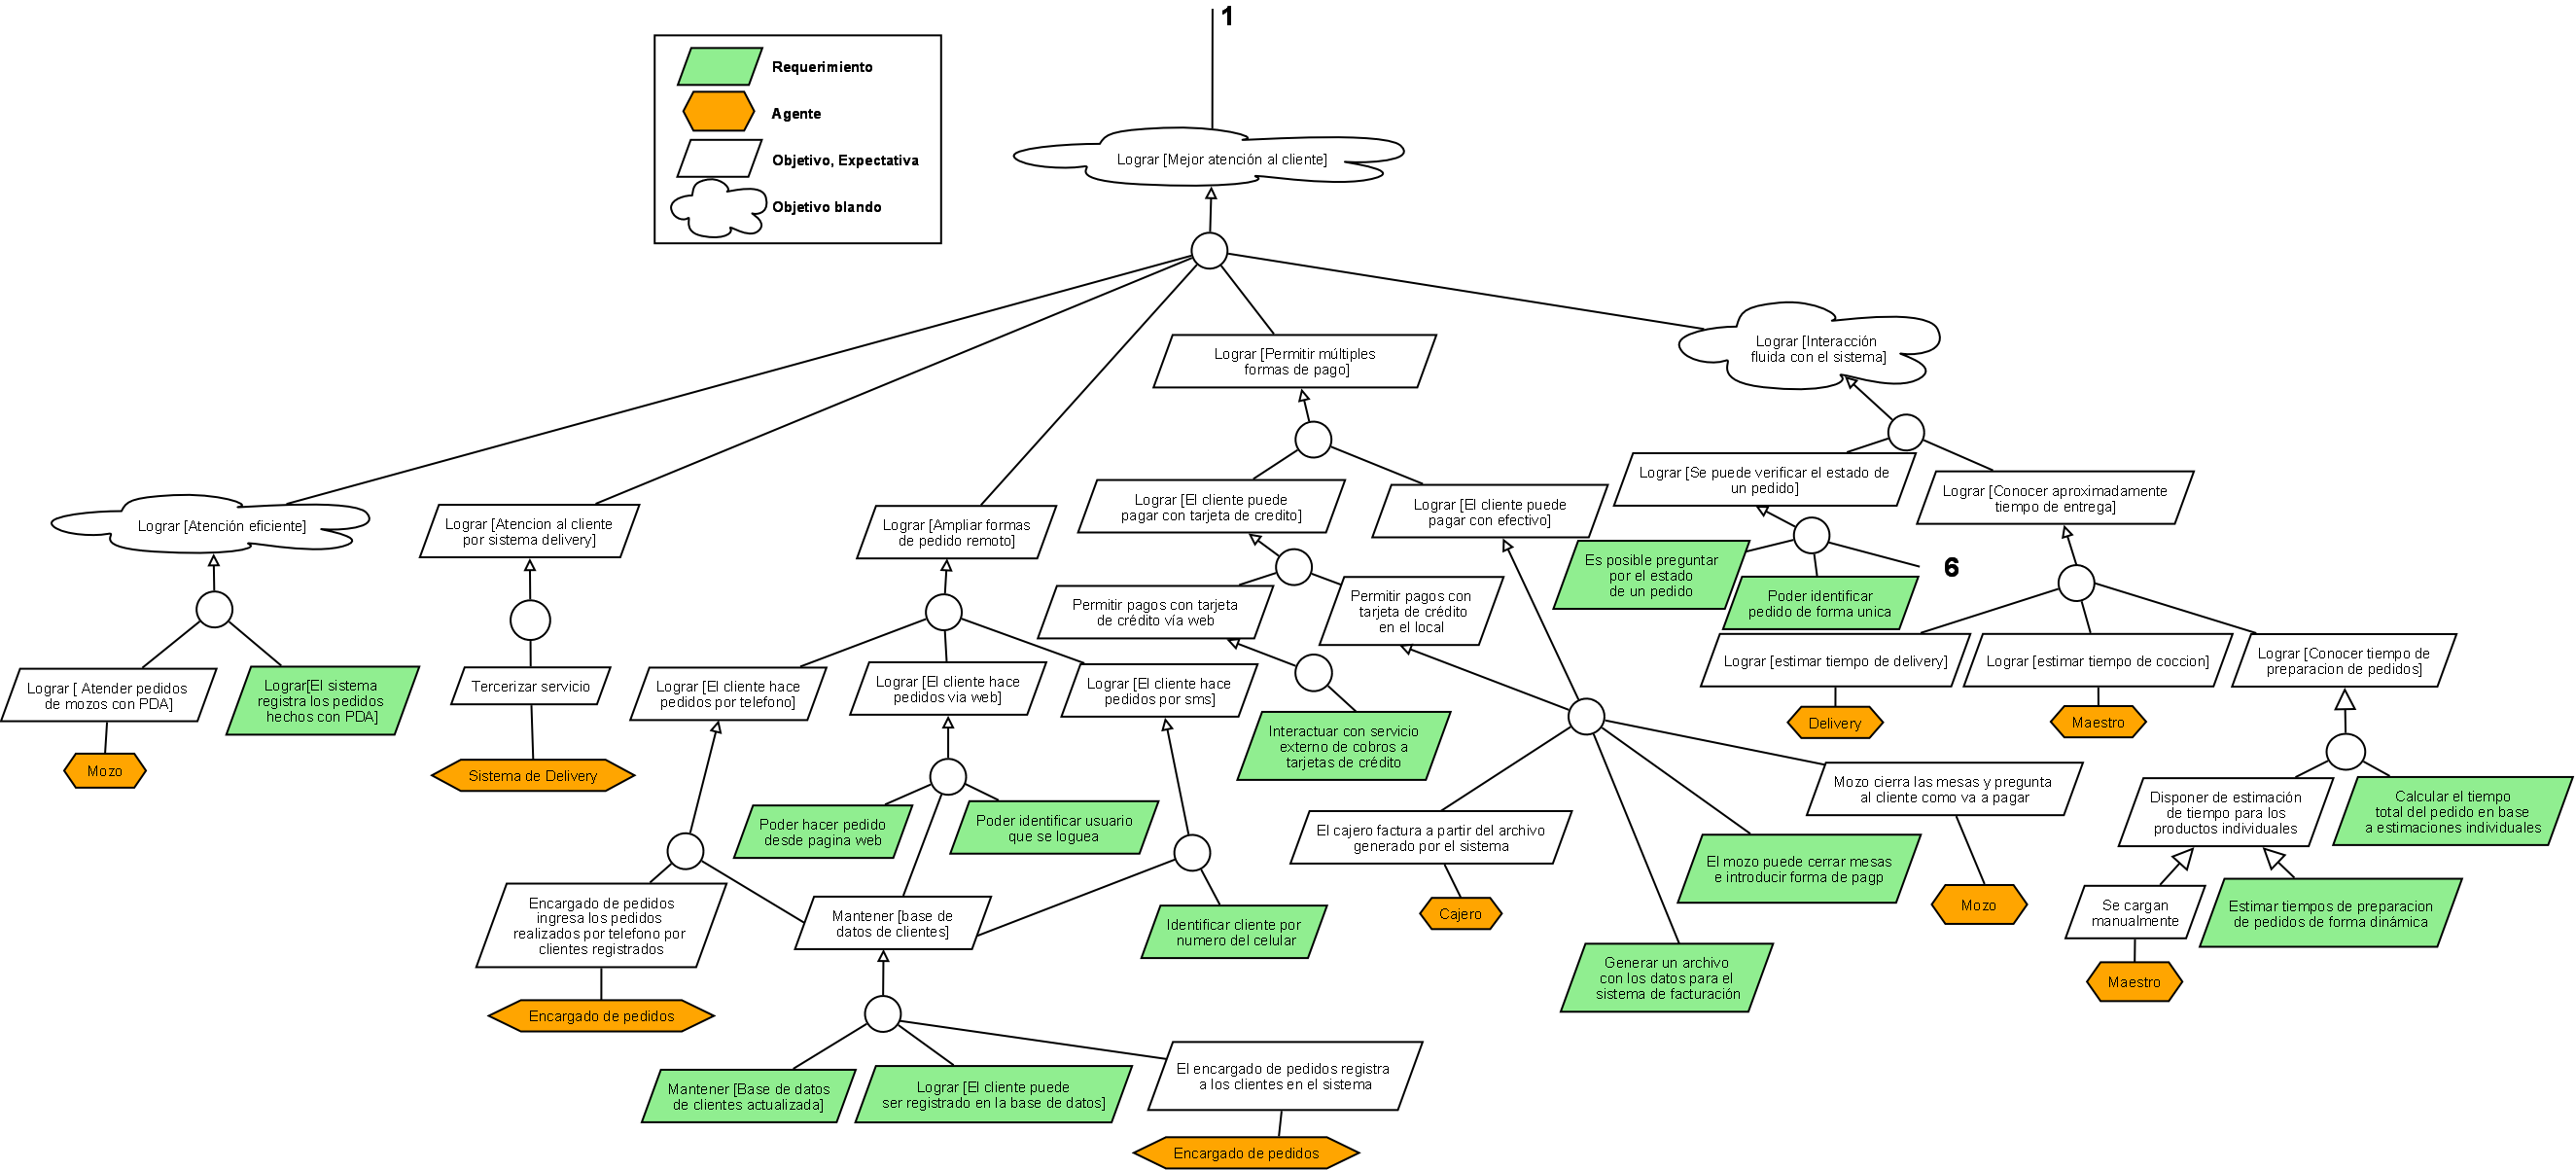 1
Requerimiento
Agente
Objetivo, Expectativa
Objetivo blando
Lograr [Mejor atención al cliente]
Lograr [Permitir múltiples
formas de pago]
Lograr [Interacción
fluida con el sistema]
Lograr [Atención eficiente]
Lograr [Atencion al cliente
por sistema delivery]
Lograr [Ampliar formas
de pedido remoto]
Lograr [El cliente puede
pagar con tarjeta de credito]
Lograr [El cliente puede
pagar con efectivo]
Lograr [Se puede verificar el estado de
un pedido]
Lograr [Conocer aproximadamente
tiempo de entrega]
Es posible preguntar
por el estado
de un pedido
Poder identificar
pedido de forma unica
6
Permitir pagos con tarjeta
de crédito vía web
Permitir pagos con
tarjeta de crédito
en el local
Lograr [ Atender pedidos
de mozos con PDA]
Lograr[El sistema
registra los pedidos
hechos con PDA]
Tercerizar servicio
Lograr [El cliente hace
pedidos por telefono]
Lograr [El cliente hace
pedidos via web]
Lograr [El cliente hace
pedidos por sms]
Lograr [estimar tiempo de delivery]
Lograr [estimar tiempo de coccion]
Lograr [Conocer tiempo de
preparacion de pedidos]
Mozo
Sistema de Delivery
Interactuar con servicio
externo de cobros a
tarjetas de crédito
Delivery
Maestro
Poder hacer pedido
desde pagina web
Poder identificar usuario
que se loguea
El cajero factura a partir del archivo
generado por el sistema
Mozo cierra las mesas y pregunta
al cliente como va a pagar
Disponer de estimación
de tiempo para los
productos individuales
Calcular el tiempo
total del pedido en base
a estimaciones individuales
El mozo puede cerrar mesas
e introducir forma de pagp
Encargado de pedidos
ingresa los pedidos
realizados por telefono por
clientes registrados
Mantener [base de
datos de clientes]
Identificar cliente por
numero del celular
Cajero
Mozo
Se cargan
manualmente
Estimar tiempos de preparacion
de pedidos de forma dinámica
Generar un archivo
con los datos para el
sistema de facturación
Maestro
Encargado de pedidos
Mantener [Base de datos
de clientes actualizada]
Lograr [El cliente puede
ser registrado en la base de datos]
El encargado de pedidos registra
a los clientes en el sistema
Encargado de pedidos